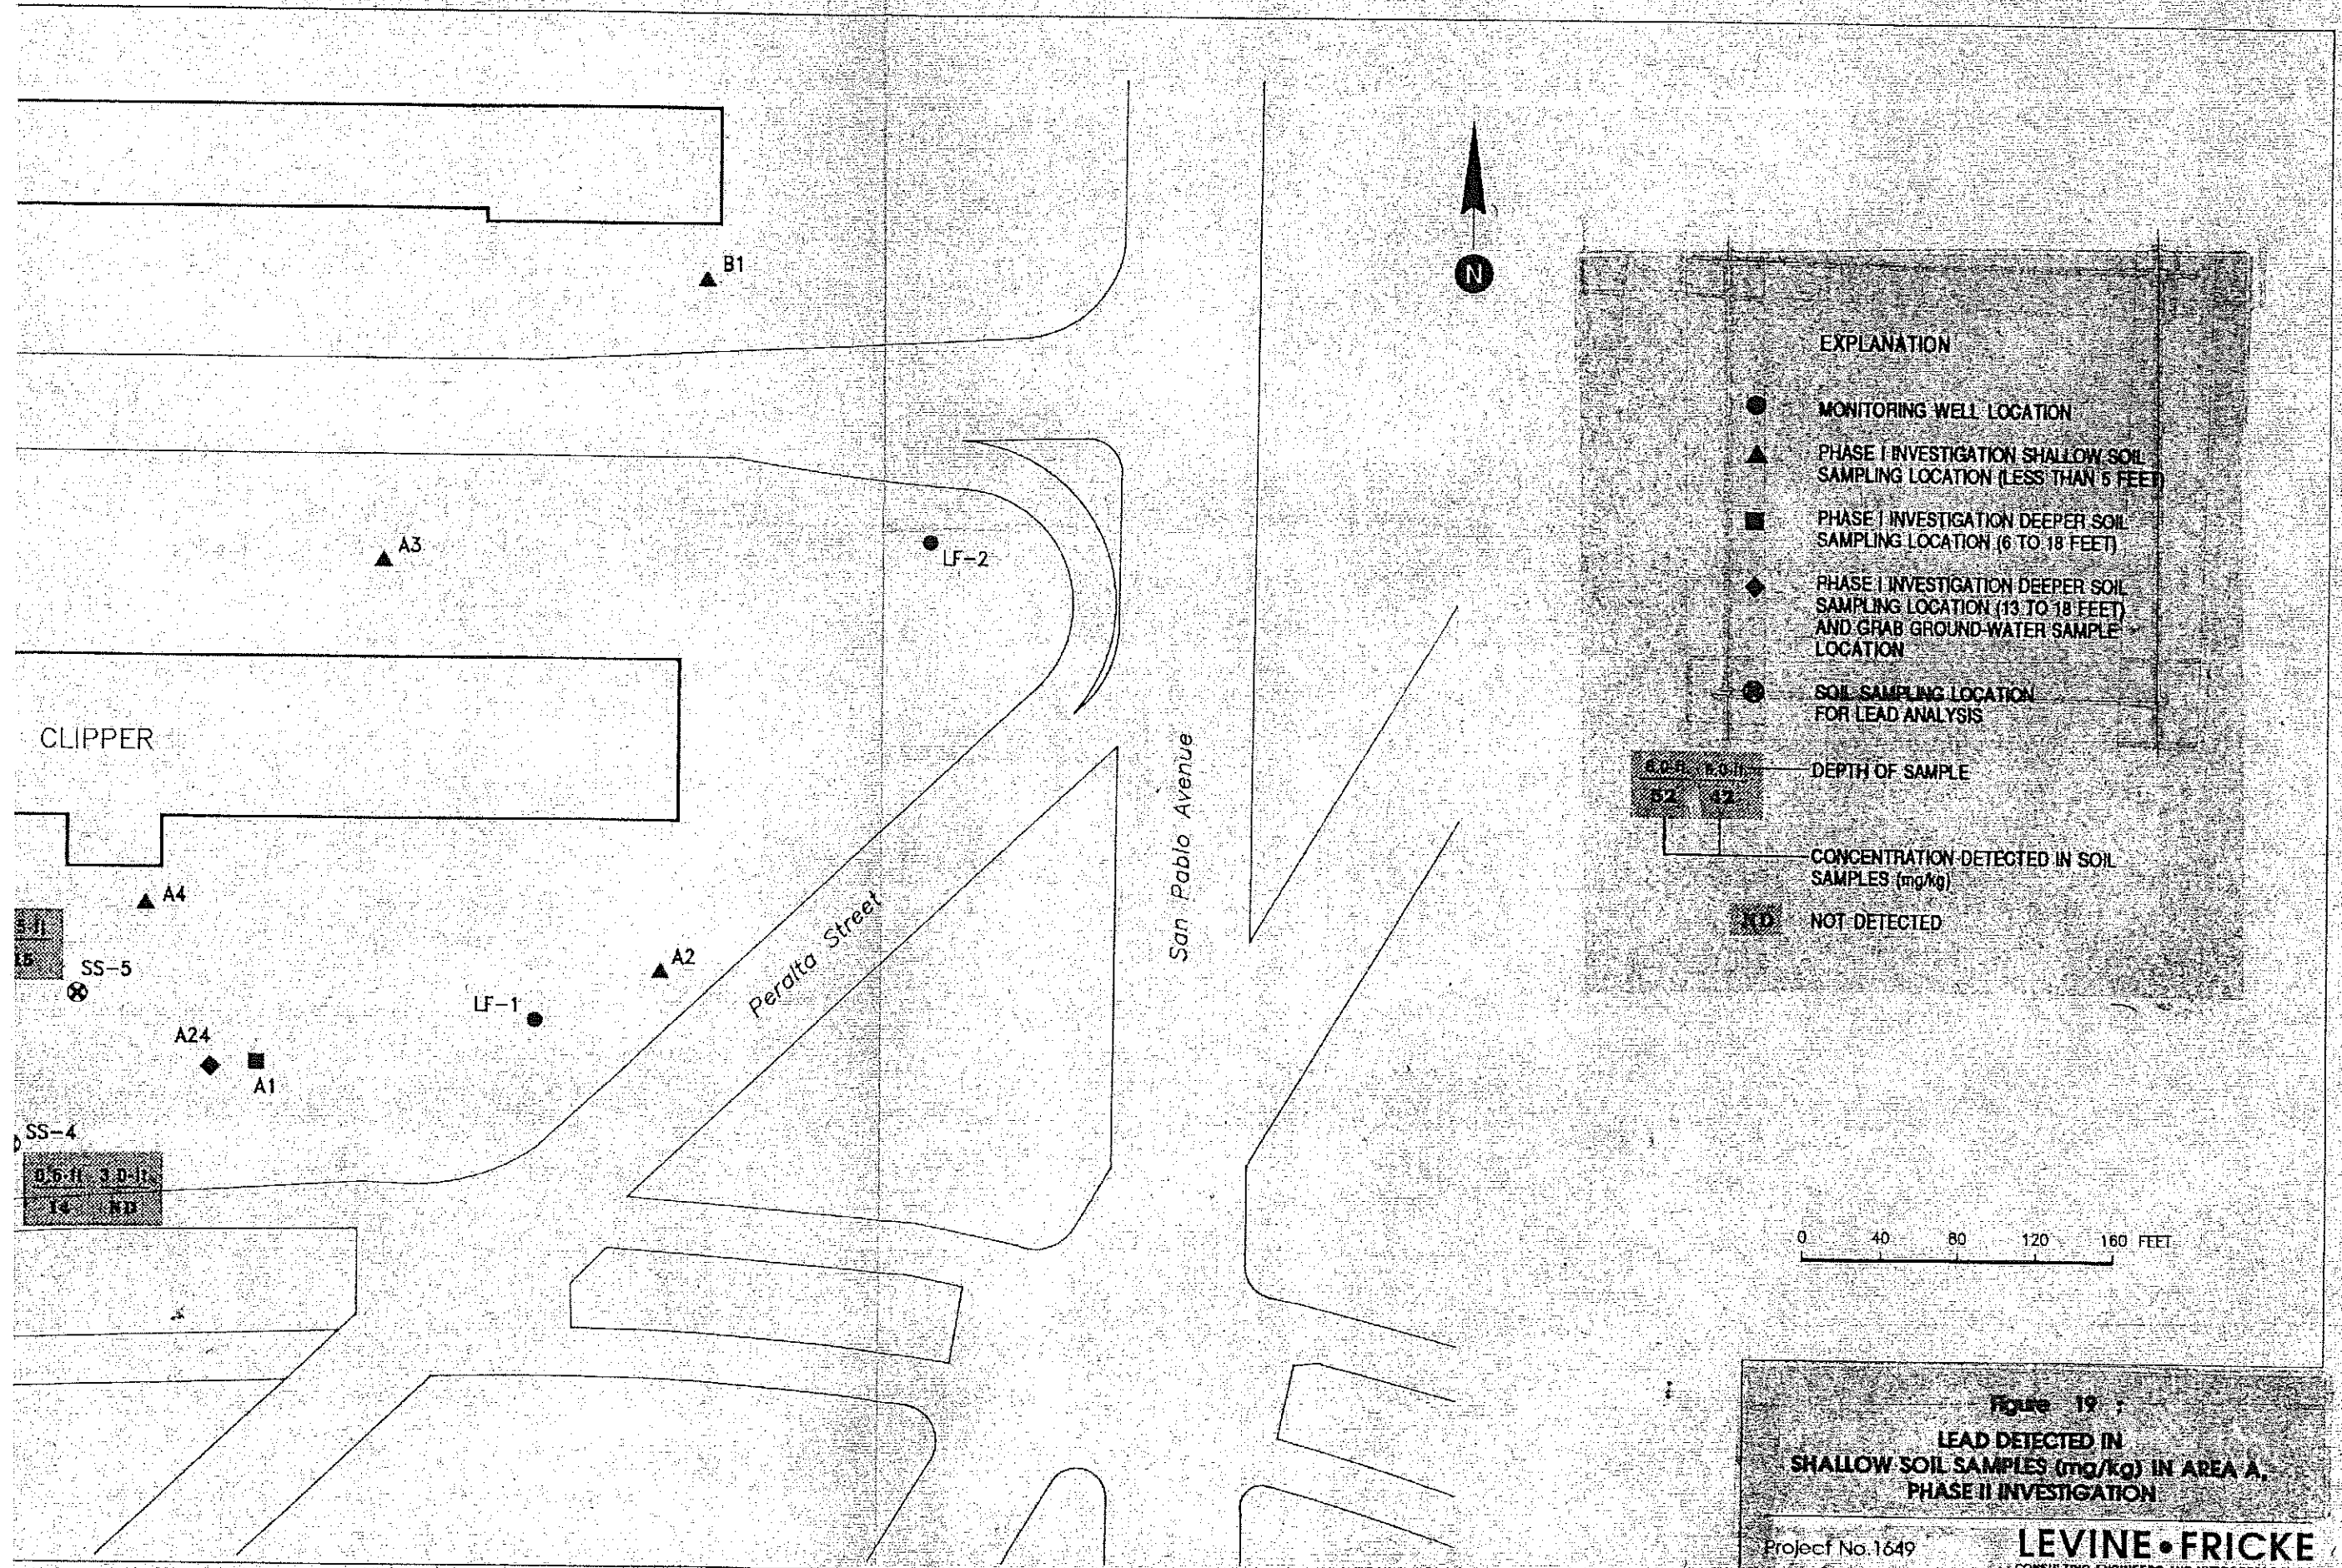 B1
N
A3
LF-2
CLIPPER
A4
SS-5
A2
LF-1
A24
A1
SS-4
0.5-ft 3.0-ft
14 ND
Peralta Street
San Pablo Avenue
EXPLANATION
MONITORING WELL LOCATION
PHASE I INVESTIGATION SHALLOW SOIL
SAMPLING LOCATION (LESS THAN 5 FEET)
PHASE I INVESTIGATION DEEPER SOIL
SAMPLING LOCATION (6 TO 18 FEET)
PHASE I INVESTIGATION DEEPER SOIL
SAMPLING LOCATION (13 TO 18 FEET)
AND GRAB GROUND-WATER SAMPLE
LOCATION
SOIL SAMPLING LOCATION
FOR LEAD ANALYSIS
DEPTH OF SAMPLE
52 42
CONCENTRATION DETECTED IN SOIL
SAMPLES (mg/kg)
ND NOT DETECTED
0 40 80 120 160 FEET
Figure 19
LEAD DETECTED IN
SHALLOW SOIL SAMPLES (mg/kg) IN AREA A,
PHASE II INVESTIGATION
Project No. 1649
LEVINE•FRICKE